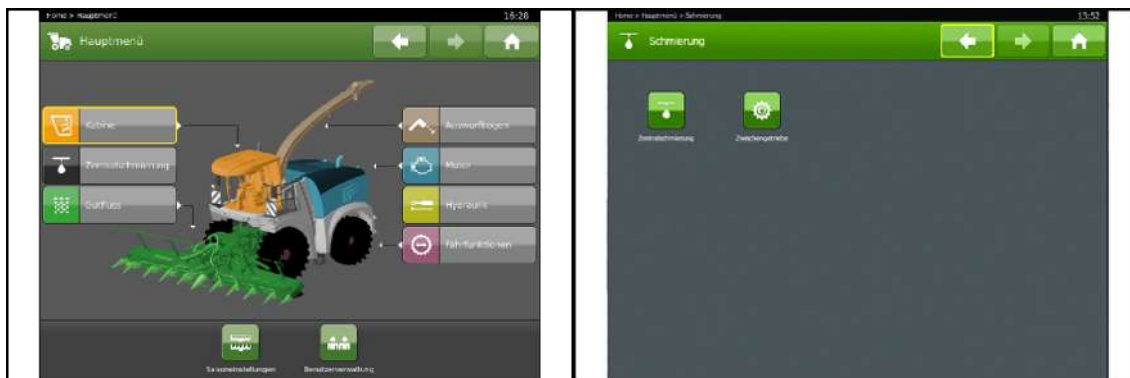 Home > Hauptmenü
16:26
Hauptmenü
Kabine
Zentralschmierung
Gutfluss
Auswurfbogen
Motor
Hydraulik
Fahrfunktionen
Saisoneinstellungen
Benutzerverwaltung
Home > Hauptmenü > Schmierung
13:52
Schmierung
Zentralschmierung
Zwischengetriebe